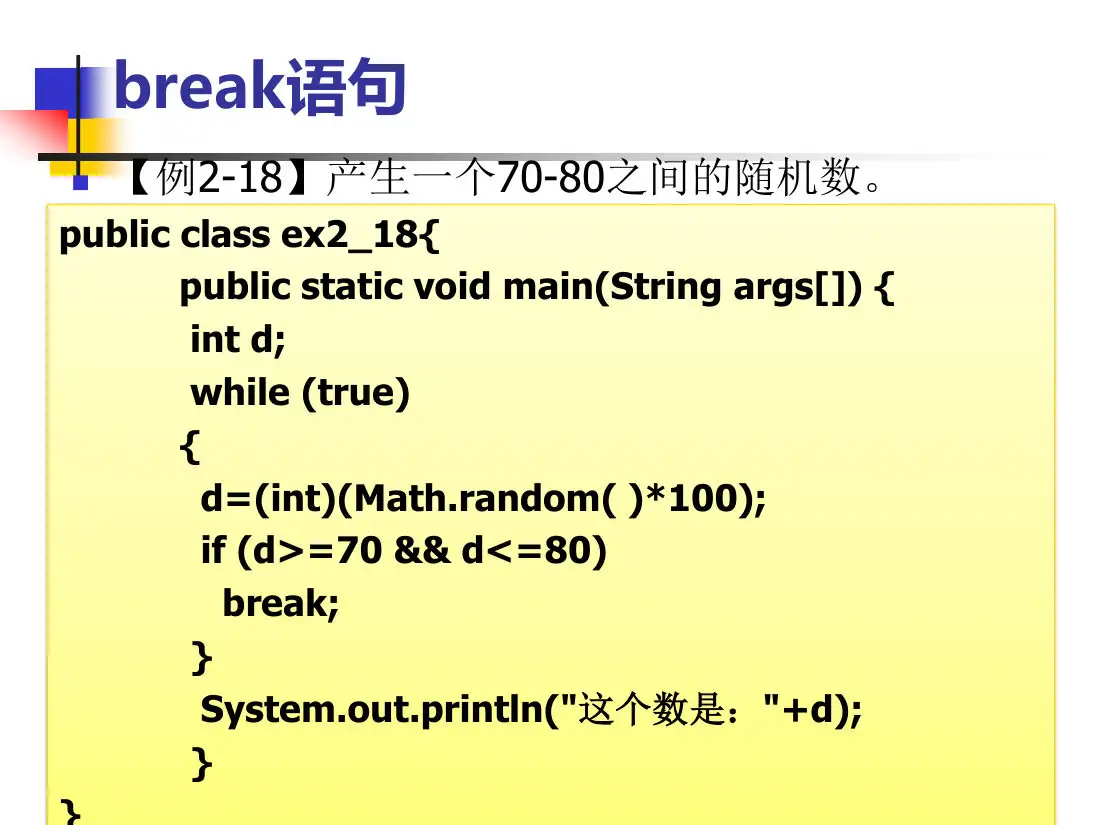 break语句
【例2-18】产生一个70-80之间的随机数。
public class ex2_18{
public static void main(String args[]) {
int d;
while (true)
{
d=(int)(Math.random( )*100);
if (d>=70 && d<=80)
break;
}
System.out.println("这个数是："+d);
}
}